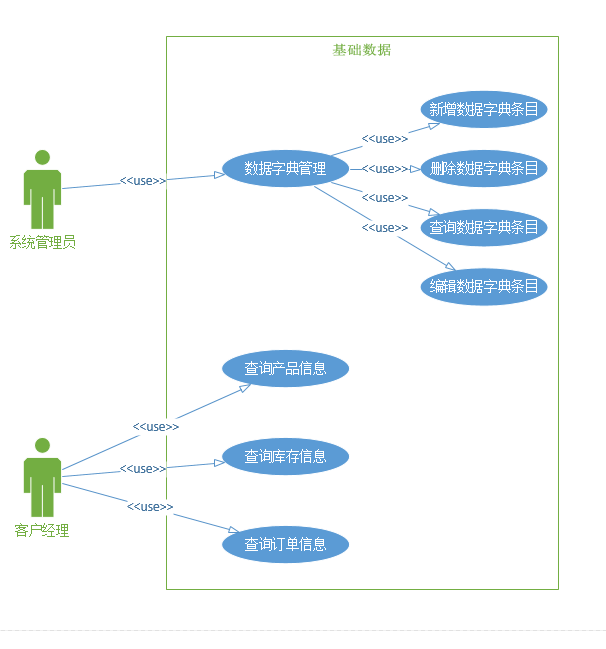 基础数据
新增数据字典条目
<<use>>
数据字典管理
<<use>>
删除数据字典条目
<<use>>
<<use>>
查询数据字典条目
<<use>>
系统管理员
编辑数据字典条目
查询产品信息
<<use>>
查询库存信息
<<use>>
<<use>>
客户经理
查询订单信息